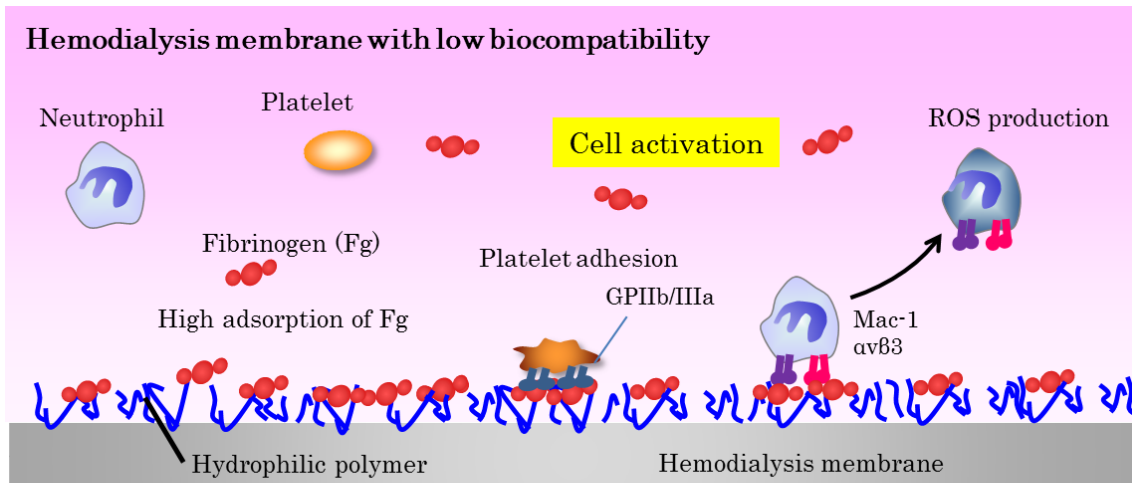 Hemodialysis membrane with low biocompatibility
Neutrophil
Platelet
Cell activation
ROS production
Fibrinogen (Fg)
Platelet adhesion
GPIIb/IIIa
High adsorption of Fg
Mac-1
αvß3
Hydrophilic polymer
Hemodialysis membrane